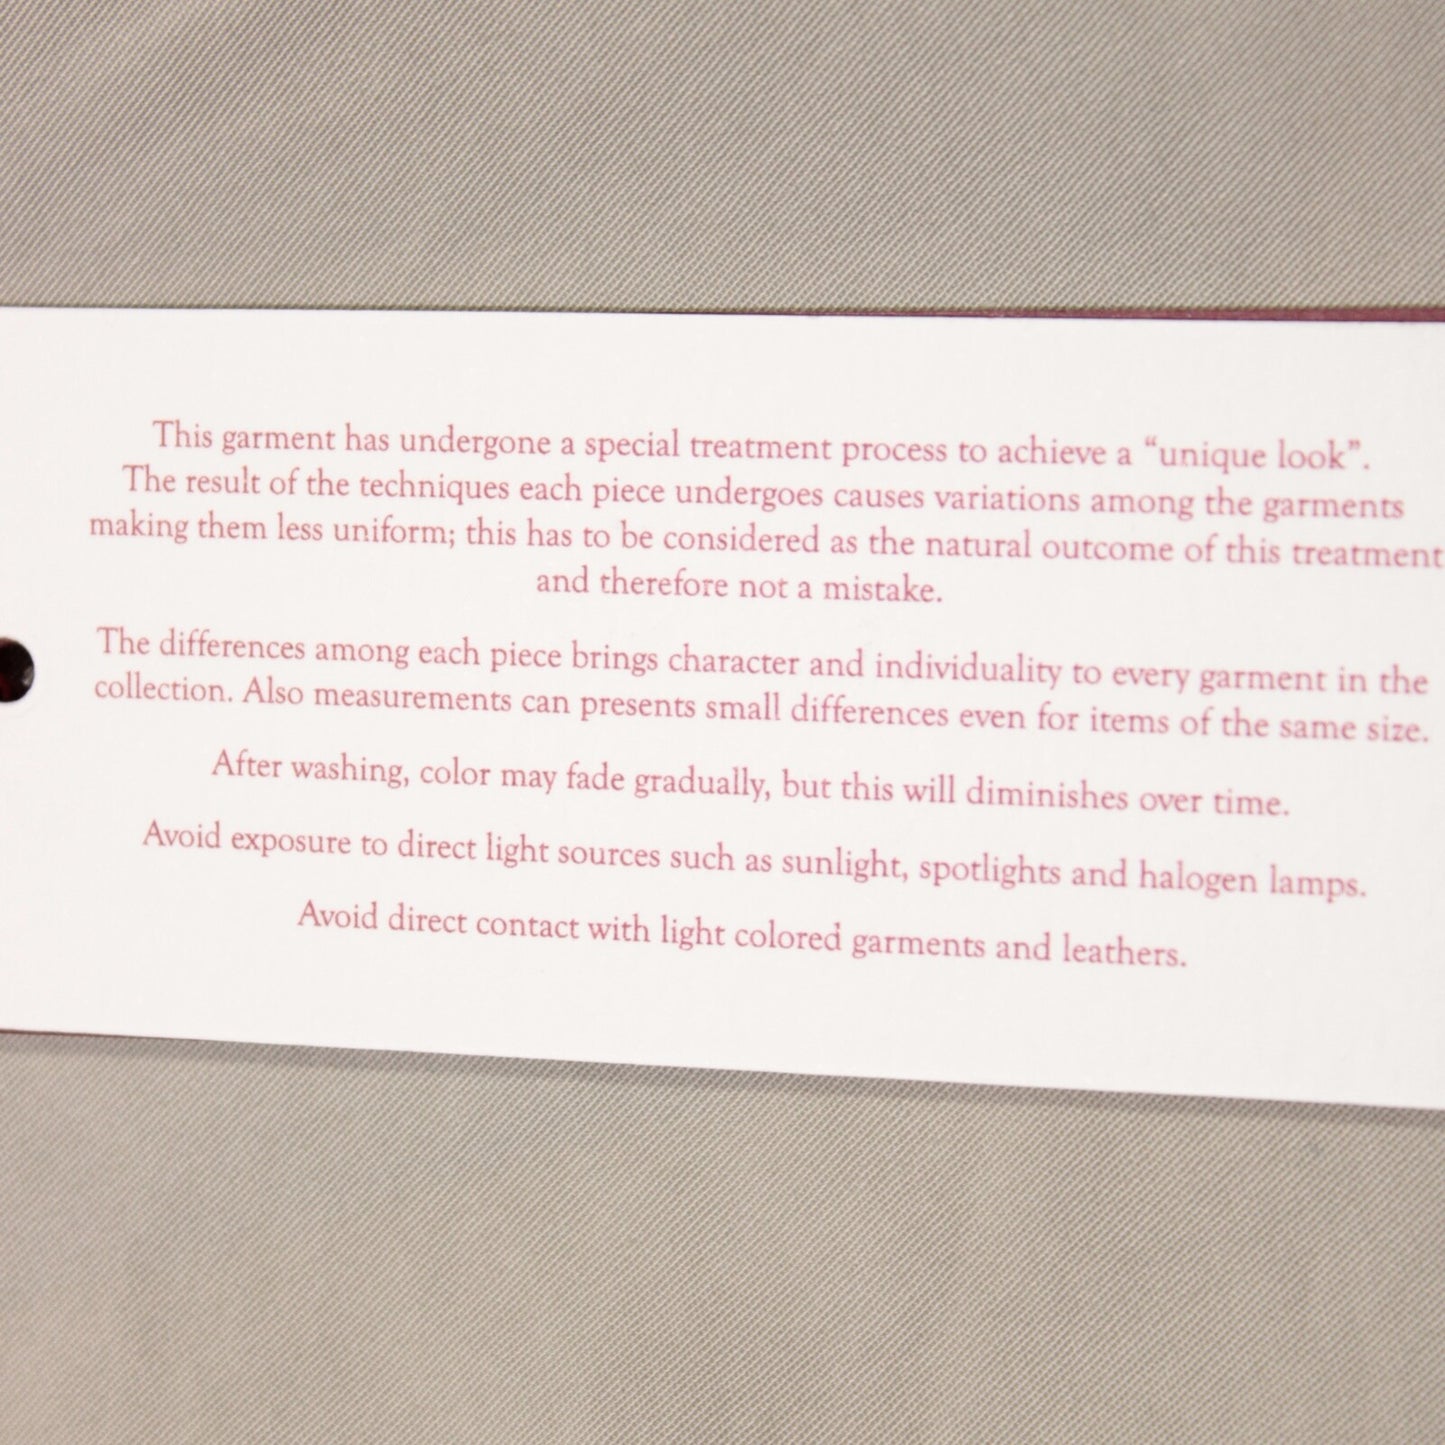 This garment has undergone a special treatment process to achieve a “unique look”.
The result of the techniques each piece undergoes causes variations among the garments
making them less uniform; this has to be considered as the natural outcome of this treatment
and therefore not a mistake.
The differences among each piece brings character and individuality to every garment in the
collection. Also measurements can presents small differences even for items of the same size.
After washing, color may fade gradually, but this will diminishes over time.
Avoid exposure to direct light sources such as sunlight, spotlights and halogen lamps.
Avoid direct contact with light colored garments and leathers.